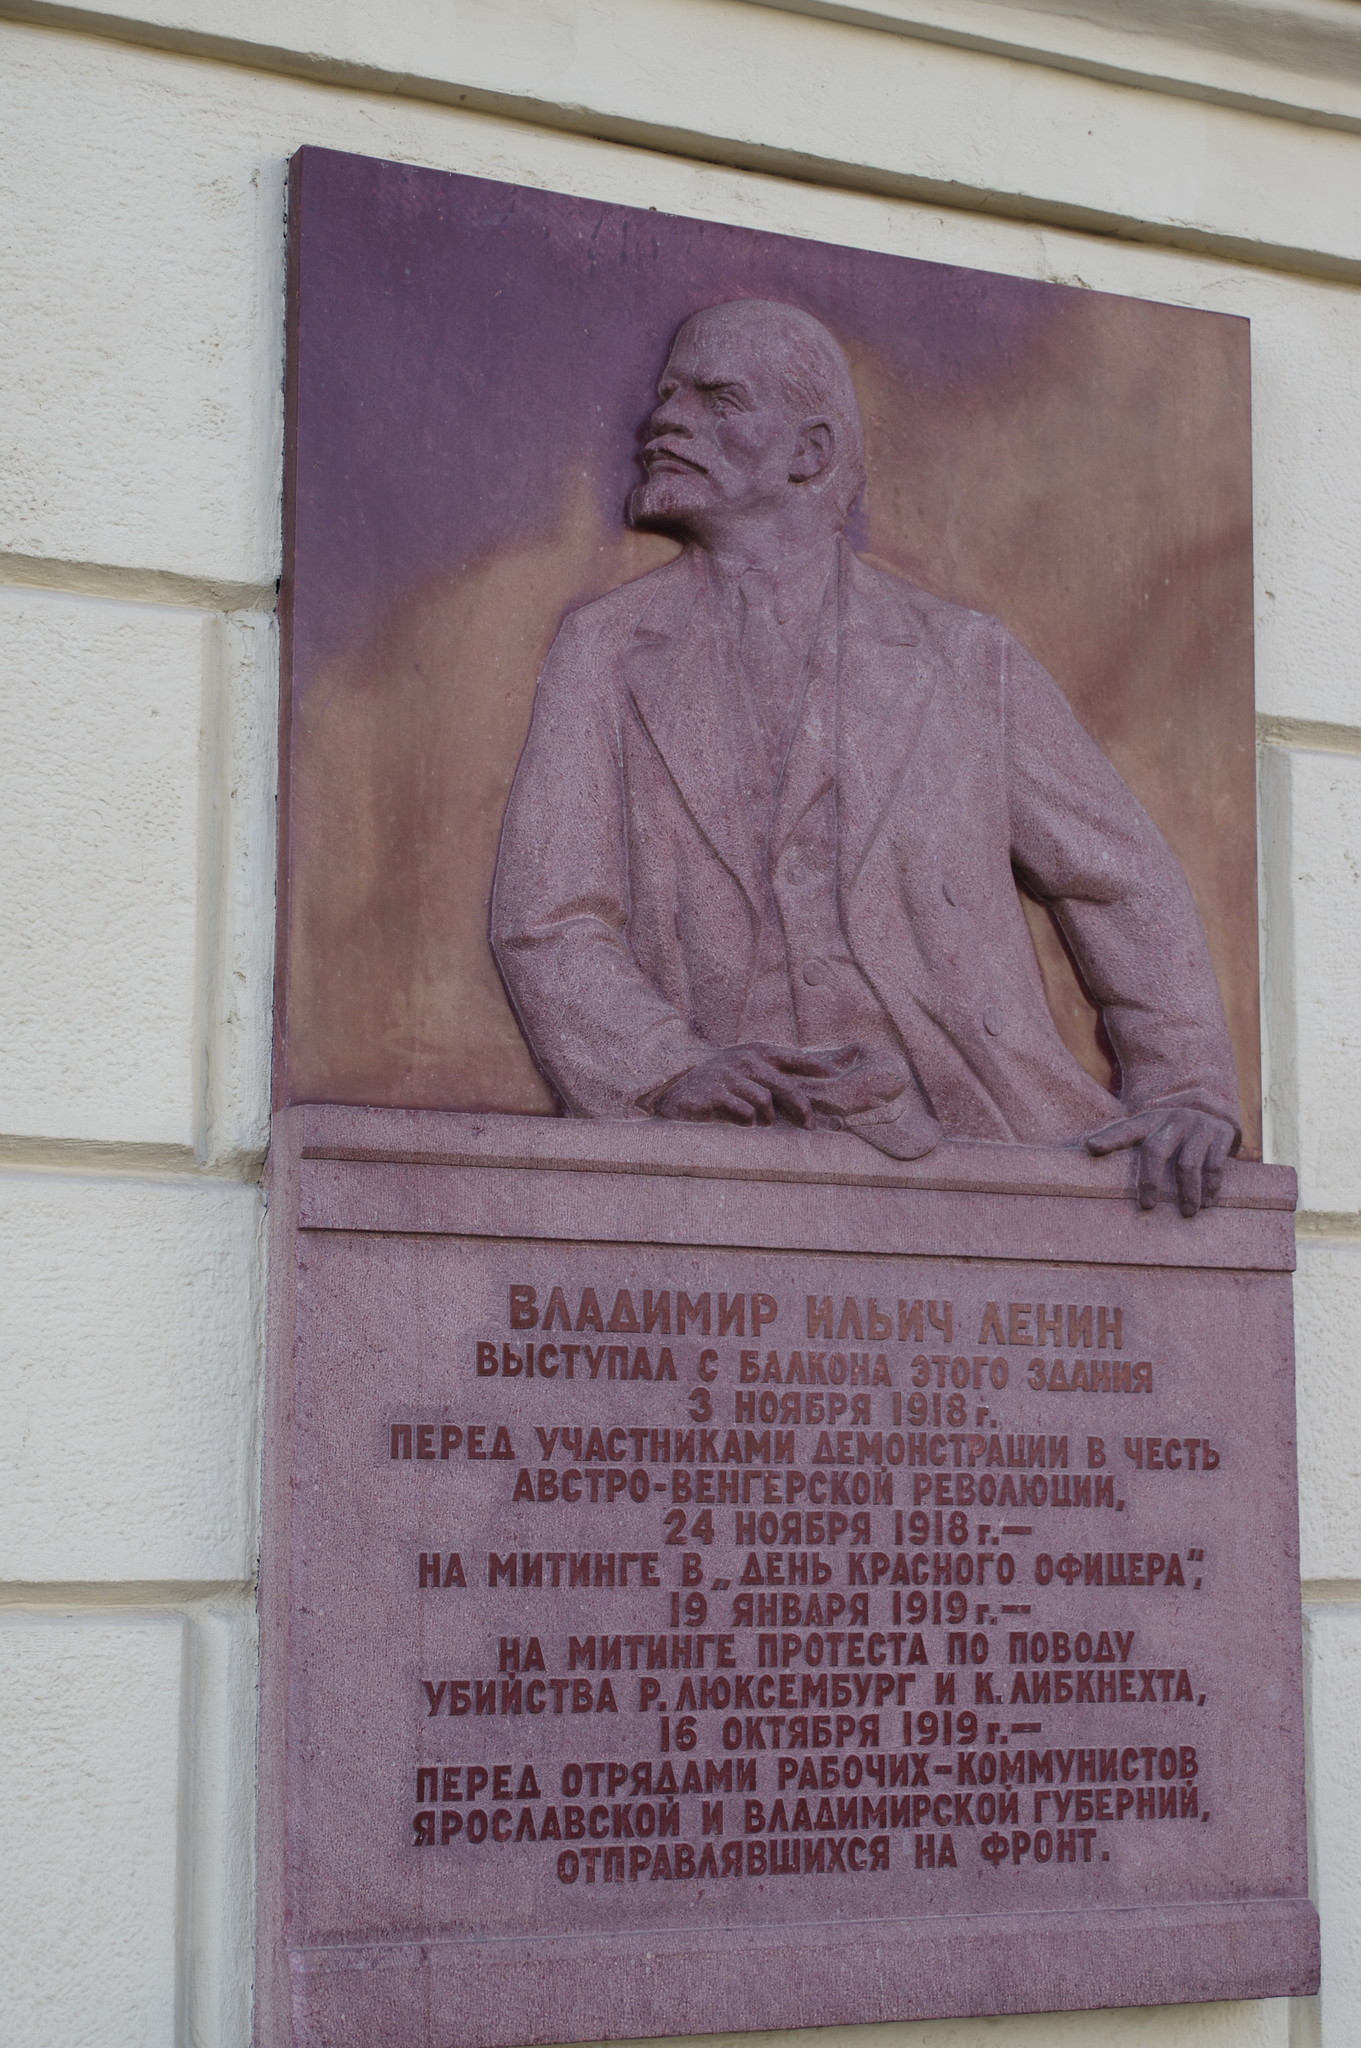 ВЛАДИМИР ИЛЬИЧ ЛЕНИН
ВЫСТУПАЛ С БАЛКОНА ЭТОГО ЗДАНИЯ
3 НОЯБРЯ 1918 г.
ПЕРЕД УЧАСТНИКАМИ ДЕМОНСТРАЦИИ В ЧЕСТЬ
АВСТРО-ВЕНГЕРСКОЙ РЕВОЛЮЦИИ,
24 НОЯБРЯ 1918 г.—
НА МИТИНГЕ В „ДЕНЬ КРАСНОГО ОФИЦЕРА“,
19 ЯНВАРЯ 1919 г.—
НА МИТИНГЕ ПРОТЕСТА ПО ПОВОДУ
УБИЙСТВА Р. ЛЮКСЕМБУРГ И К. ЛИБКНЕХТА,
16 ОКТЯБРЯ 1919 г.—
ПЕРЕД ОТРЯДАМИ РАБОЧИХ-КОММУНИСТОВ
ЯРОСЛАВСКОЙ И ВЛАДИМИРСКОЙ ГУБЕРНИЙ,
ОТПРАВЛЯВШИХСЯ НА ФРОНТ.